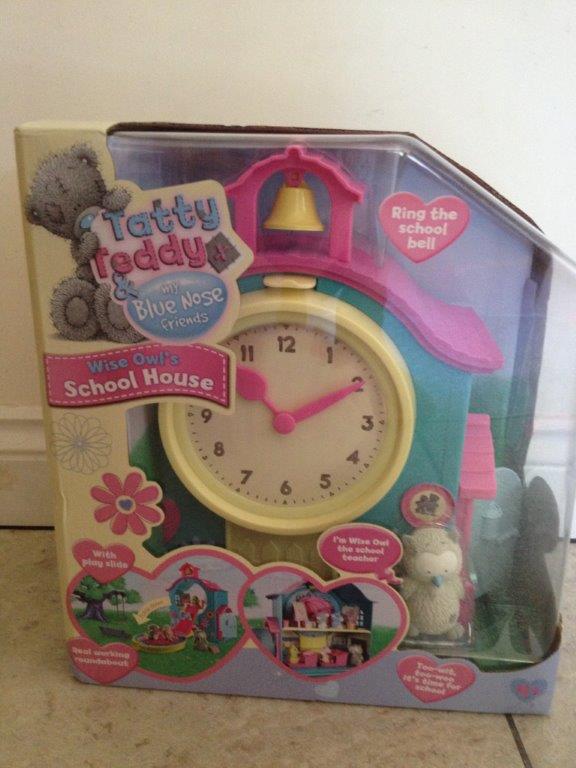 Tatty
Teddy
&
my
Blue Nose
friends
Wise Owl's
School House
Ring the
school
bell
11 12 1
2
3
4
5
6
7
8
9
I'm Wise Owl
the school
teacher
With
play slide
Real working
roundabout
Too-wit,
too-woo
it's time for
school